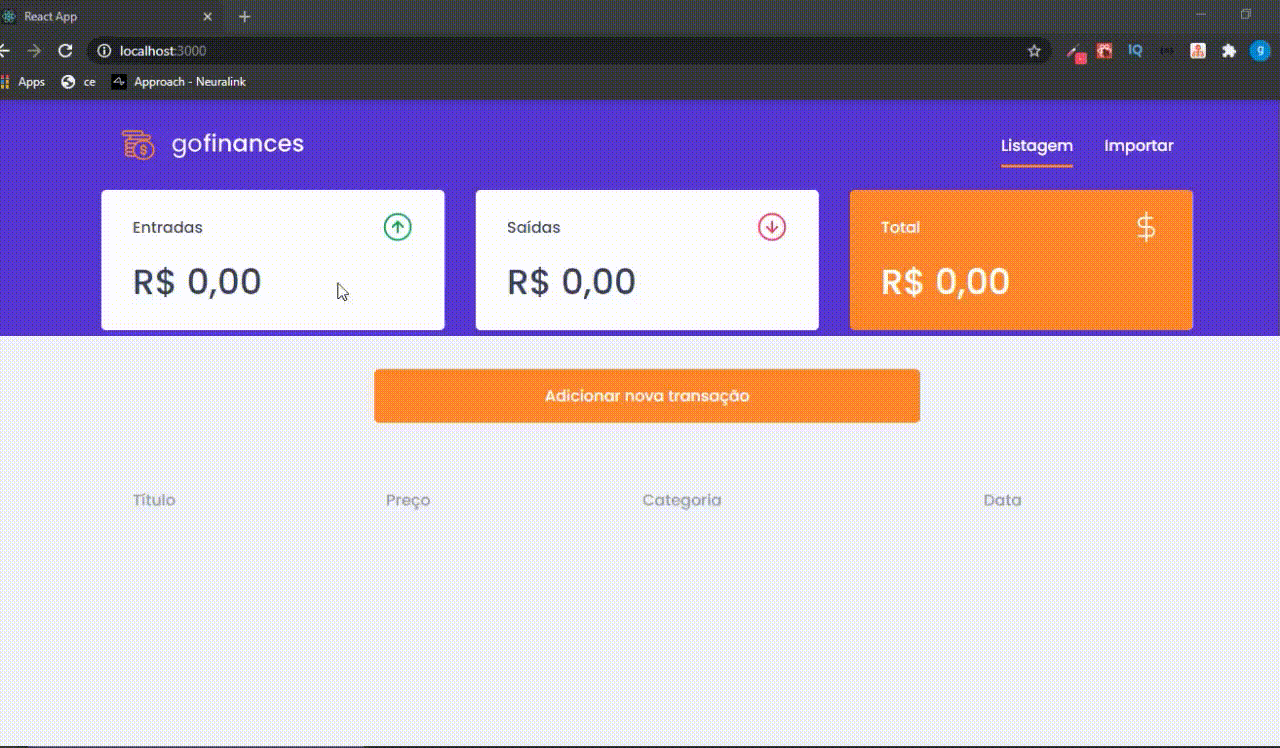 React App
localhost:3000
IQ
g
Apps
ce
Approach - Neuralink
gofinances
Listagem
Importar
Entradas
Saídas
Total
$
R$ 0,00
R$ 0,00
R$ 0,00
Adicionar nova transação
Título
Preço
Categoria
Data